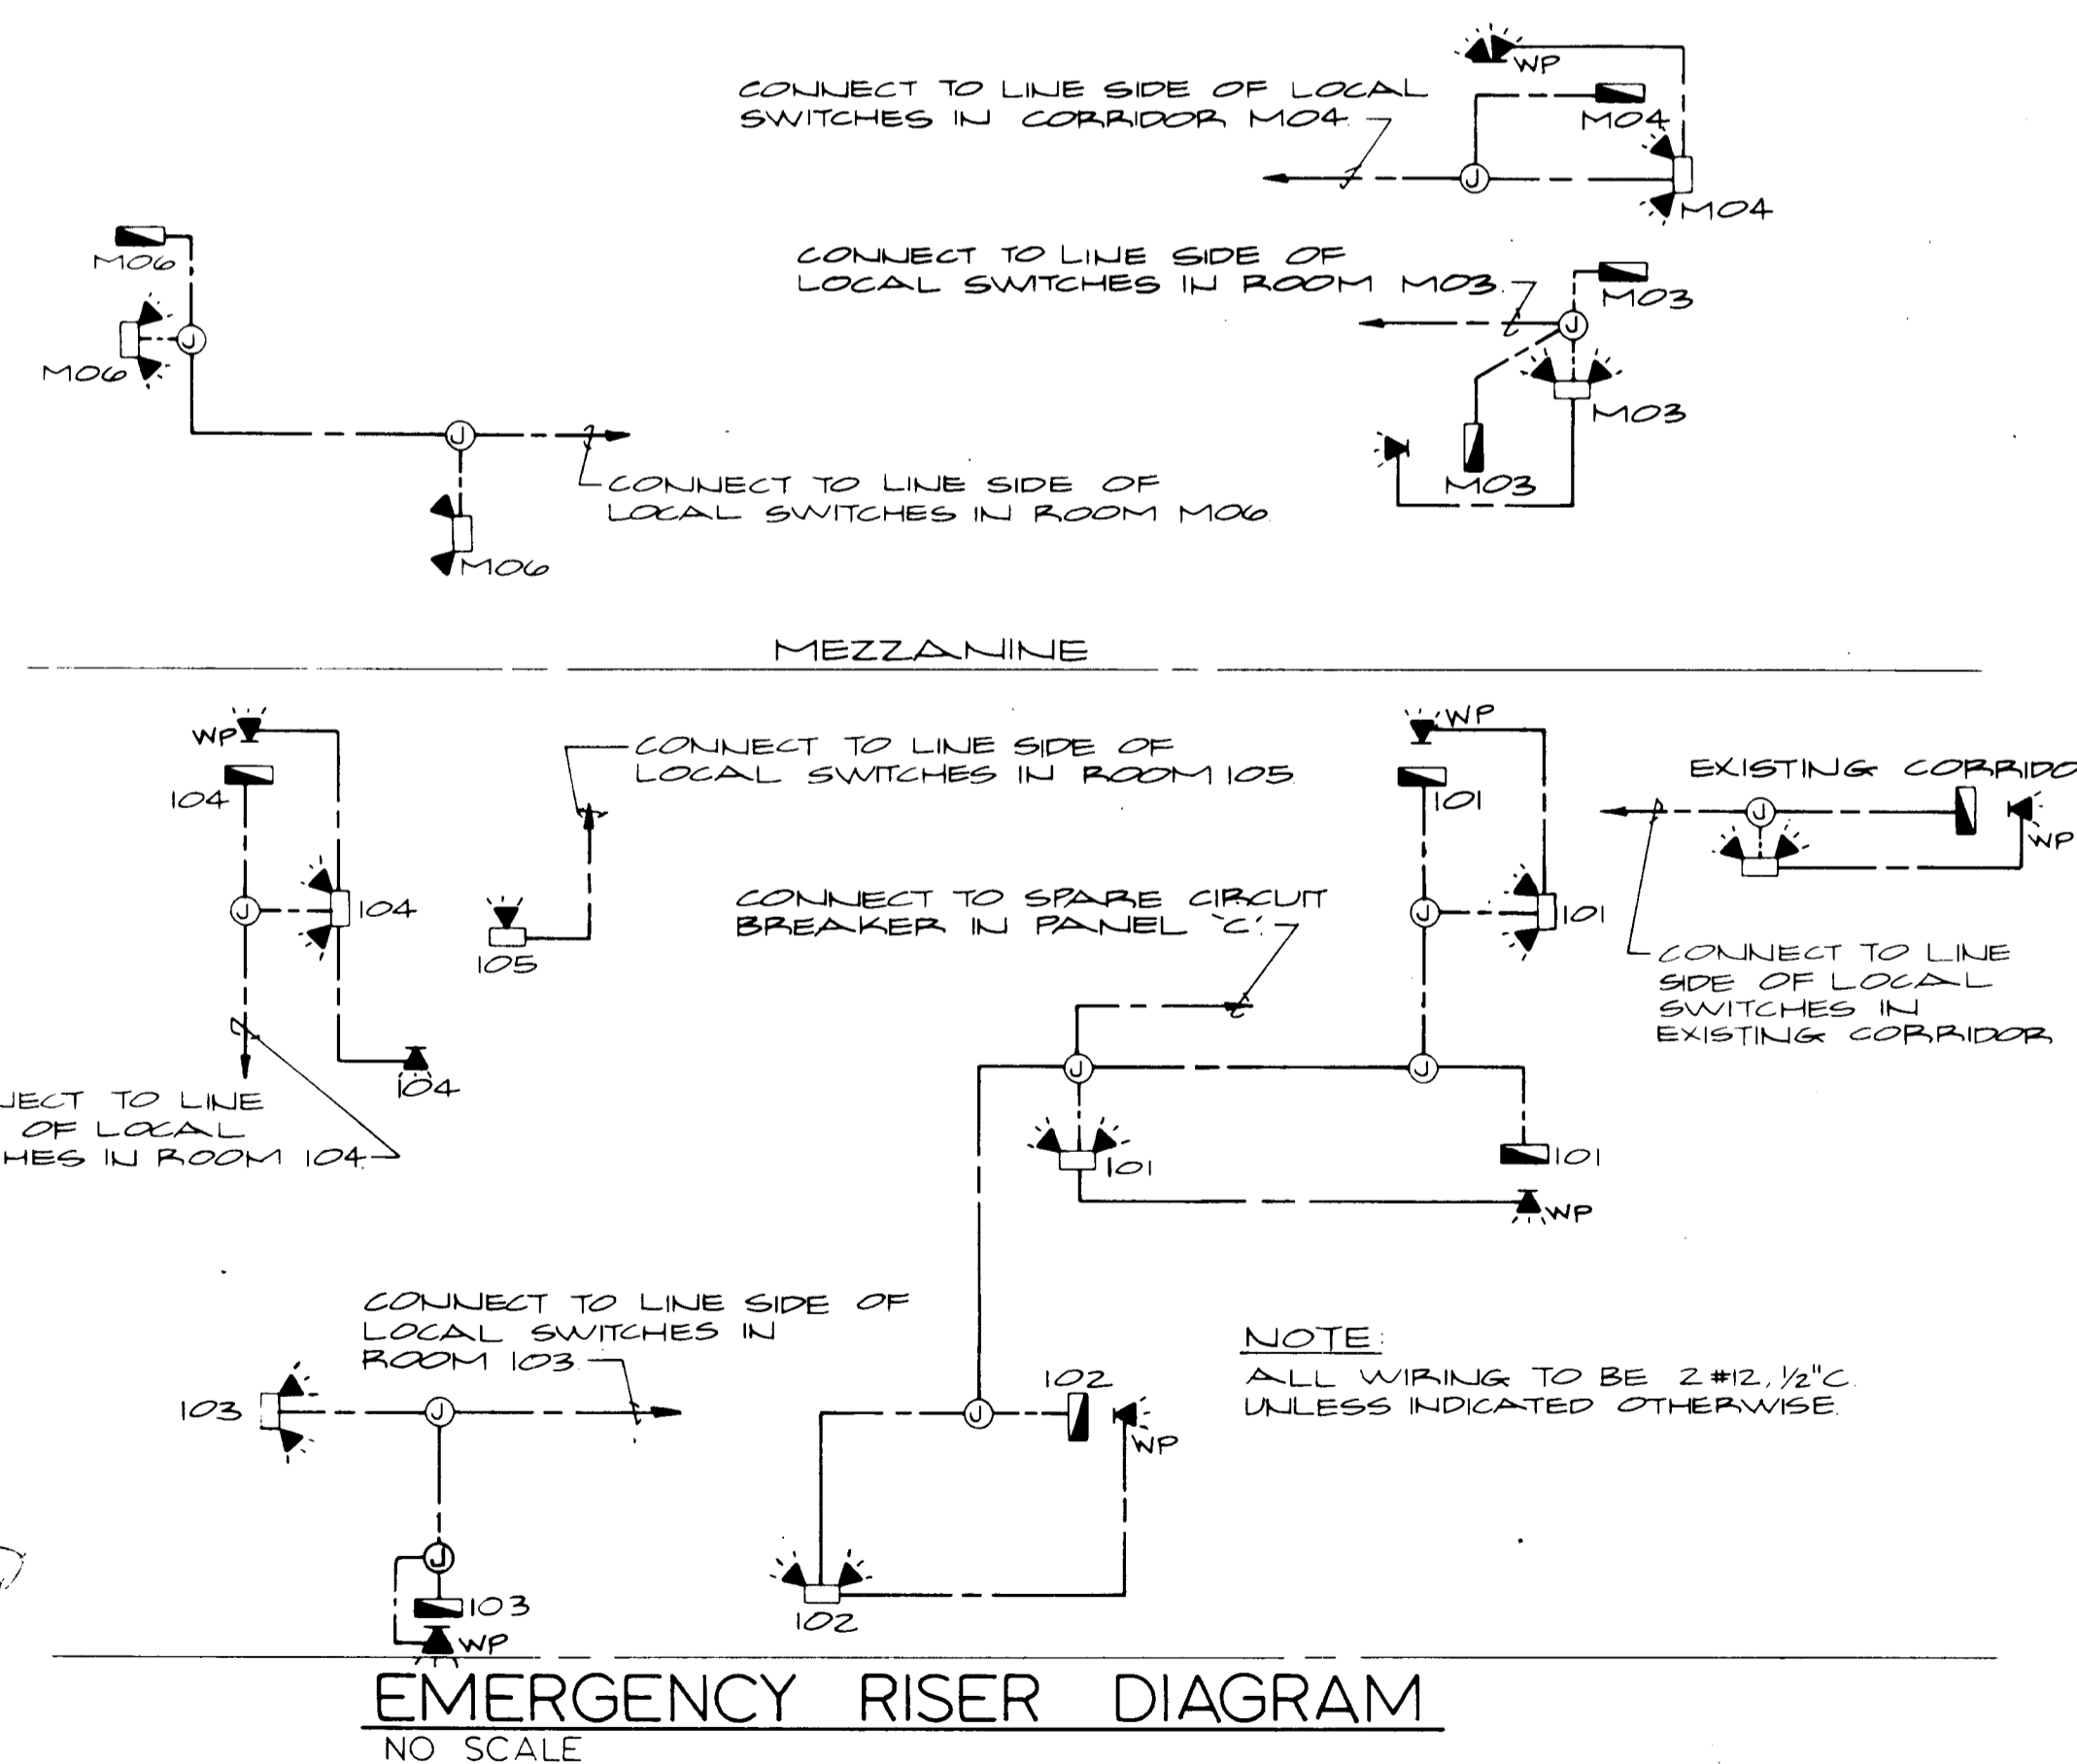 WP
CONNECT TO LINE SIDE OF LOCAL
SWITCHES IN CORRIDOR M04.
M04
J
M04
M06
CONNECT TO LINE SIDE OF
LOCAL SWITCHES IN ROOM M03.
M03
J
J
M06
M03
J
CONNECT TO LINE SIDE OF
LOCAL SWITCHES IN ROOM M06.
M03
M06
MEZZANINE
WP
104
CONNECT TO LINE SIDE OF
LOCAL SWITCHES IN ROOM 105.
WP
101
EXISTING CORRIDO
J
WP
J
104
105
CONNECT TO SPARE CIRCUIT
BREAKER IN PANEL "C".
J
101
CONNECT TO LINE
SIDE OF LOCAL
SWITCHES IN
EXISTING CORRIDOR
104
J
J
NECT TO LINE
OF LOCAL
HES IN ROOM 104.
101
101
WP
CONNECT TO LINE SIDE OF
LOCAL SWITCHES IN
ROOM 103.
103
J
J
102
WP
NOTE:
ALL WIRING TO BE 2 #12, 1/2"C.
UNLESS INDICATED OTHERWISE.
J
103
WP
102
EMERGENCY RISER DIAGRAM
NO SCALE